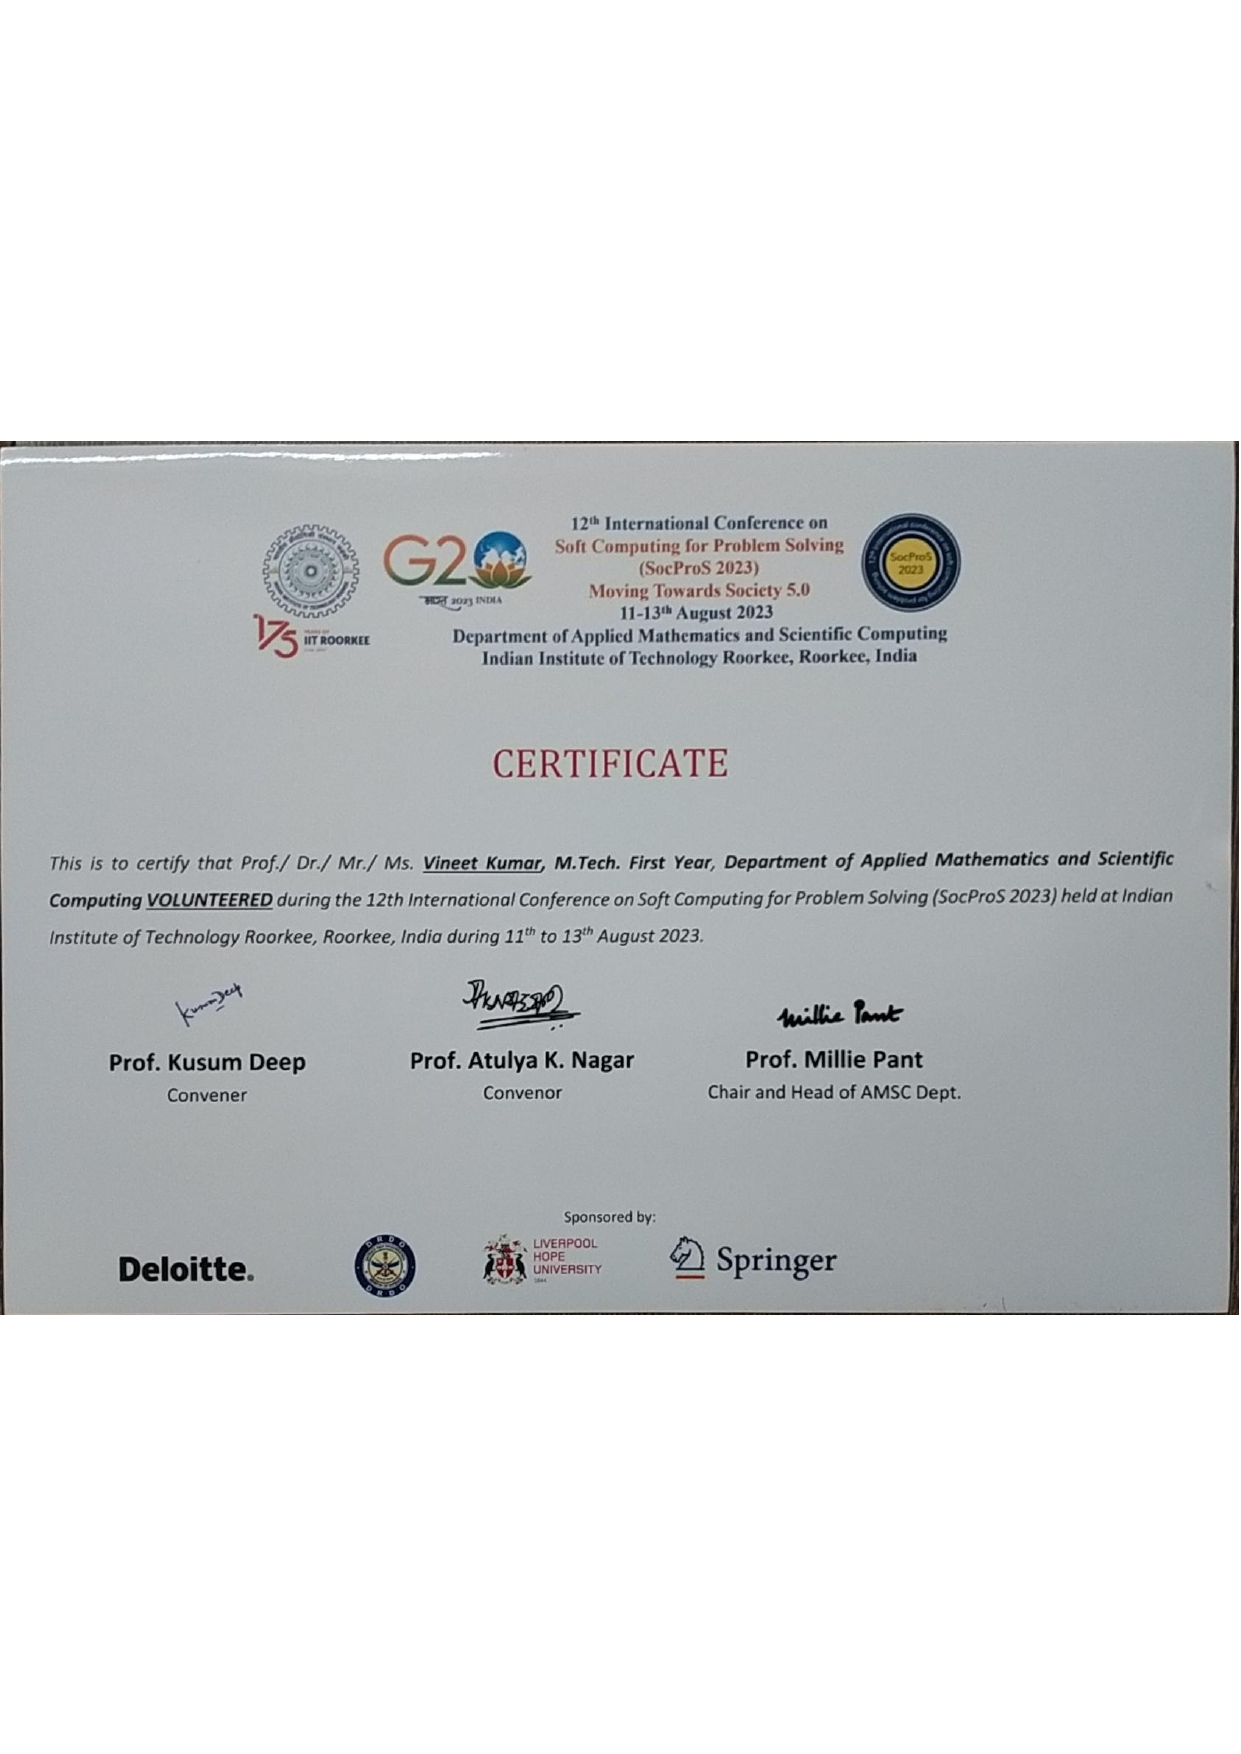 12th International Conference on
Soft Computing for Problem Solving
(SocProS 2023)
Moving Towards Society 5.0
11-13th August 2023
Department of Applied Mathematics and Scientific Computing
Indian Institute of Technology Roorkee, Roorkee, India
G20
भारत 2023 INDIA
175 YEARS OF
IIT ROORKEE
SocProS
2023
CERTIFICATE
This is to certify that Prof./ Dr./ Mr./ Ms. Vineet Kumar, M.Tech. First Year, Department of Applied Mathematics and Scientific
Computing VOLUNTEERED during the 12th International Conference on Soft Computing for Problem Solving (SocProS 2023) held at Indian
Institute of Technology Roorkee, Roorkee, India during 11th to 13th August 2023.
Kusum Deep
Millie Pant
Prof. Kusum Deep
Prof. Atulya K. Nagar
Prof. Millie Pant
Convener
Convenor
Chair and Head of AMSC Dept.
Sponsored by:
Deloitte.
DRDO
DRDO
LIVERPOOL
HOPE
UNIVERSITY
1844
Springer